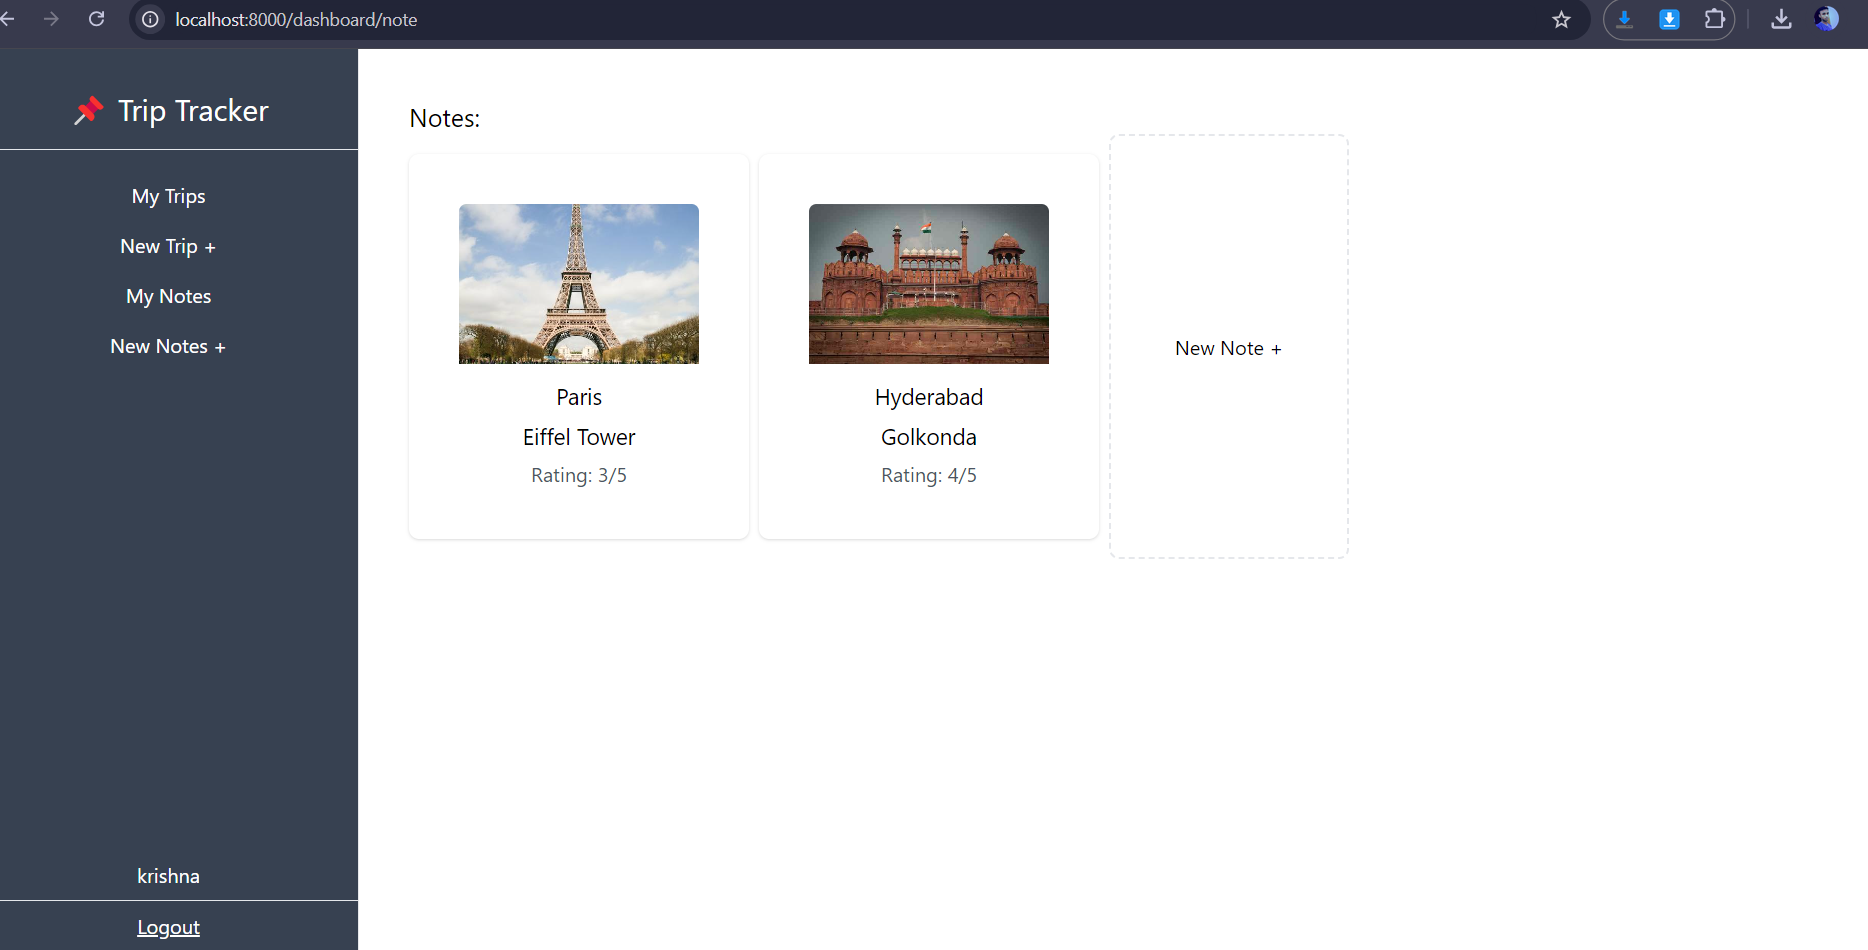 localhost:8000/dashboard/note
Trip Tracker
My Trips
New Trip +
My Notes
New Notes +
krishna
Logout
Notes:
Paris
Eiffel Tower
Rating: 3/5
Hyderabad
Golkonda
Rating: 4/5
New Note +